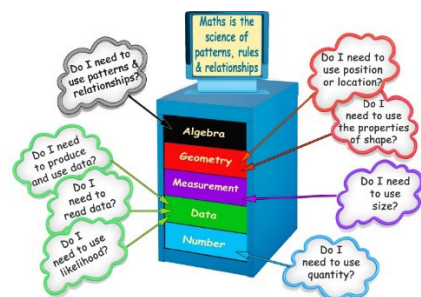 Maths is the
science of
patterns, rules
& relationships
Do I need to
use patterns &
relationships?
Do I need to
use position
or location?
Do I
need to use
the properties
of shape?
Algebra
Geometry
Measurement
Data
Number
Do I need
to produce
and use data?
Do I
need to
read data?
Do I
need to use
likelihood?
Do I need
to use
size?
Do I
need to use
quantity?